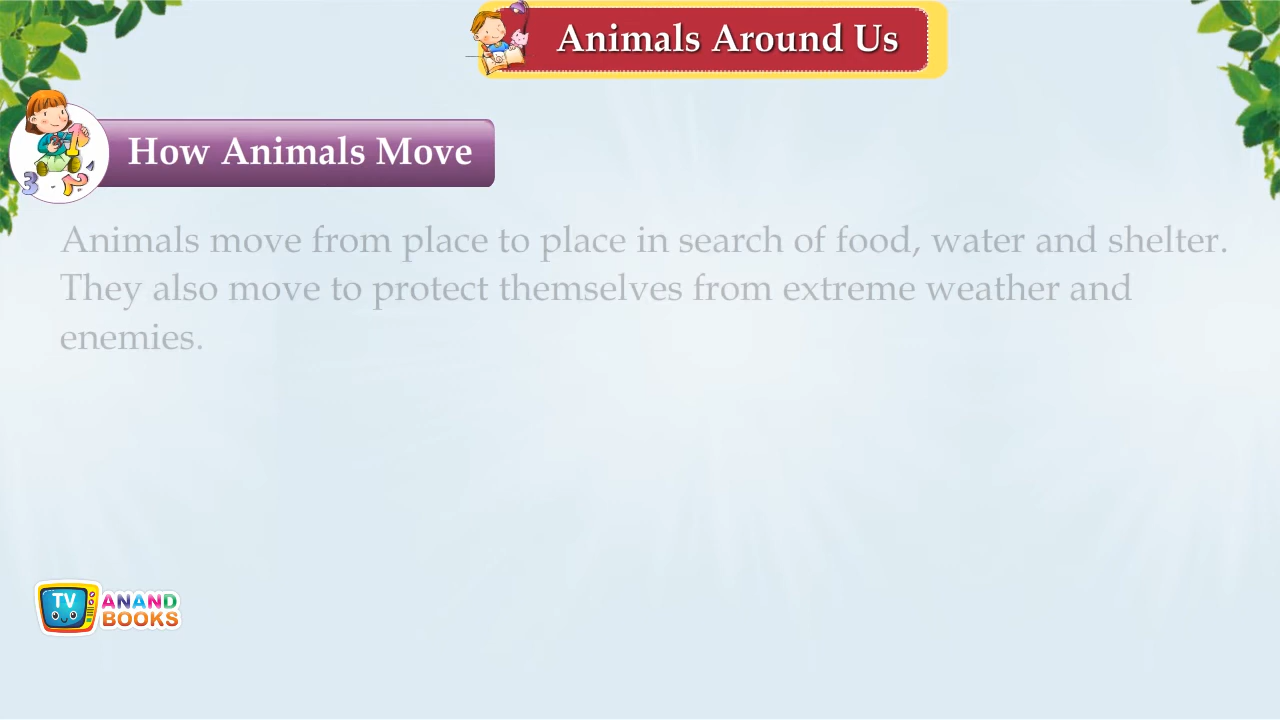 Animals Around Us
How Animals Move
Animals move from place to place in search of food, water and shelter.
They also move to protect themselves from extreme weather and
enemies.
TV
ANAND
BOOKS